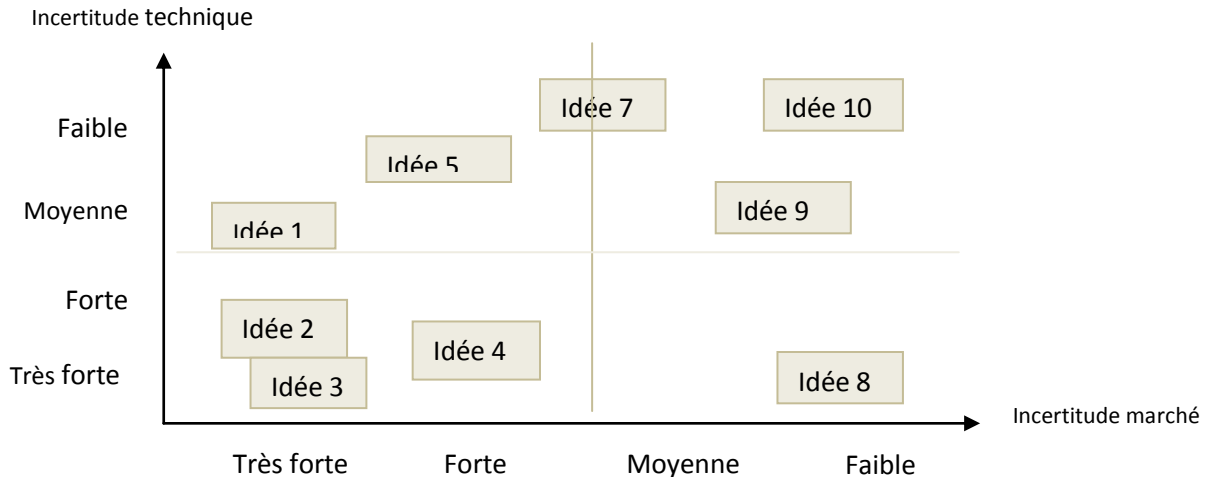 Incertitude technique
Faible
Idée 7
Idée 10
Idée 5
Moyenne
Idée 9
Idée 1
Forte
Idée 2
Idée 4
Très forte
Idée 3
Idée 8
Incertitude marché
Très forte
Forte
Moyenne
Faible